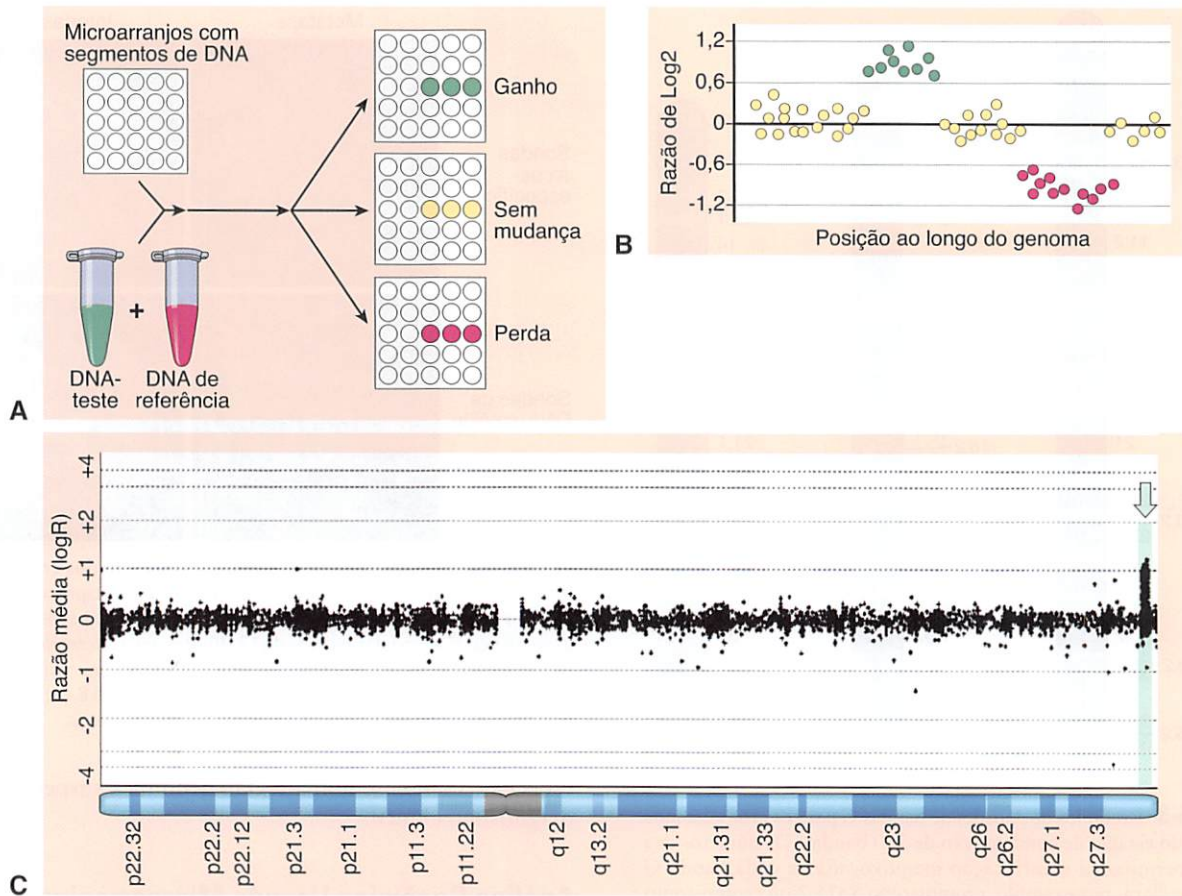 Microarranjos com
segmentos de DNA
Ganho
Sem
mudança
Perda
+
DNA-
teste
DNA de
referência
A
1,2
0,6
0
-0,6
-1,2
Razão de Log2
Posição ao longo do genoma
B
+4
+2
+1
0
-1
-2
-4
Razão média (logR)
p22.32
p22.2
p22.12
p21.3
p21.1
p11.3
p11.22
q12
q13.2
q21.1
q21.31
q21.33
q22.2
q23
q26
q26.2
q27.1
q27.3
C